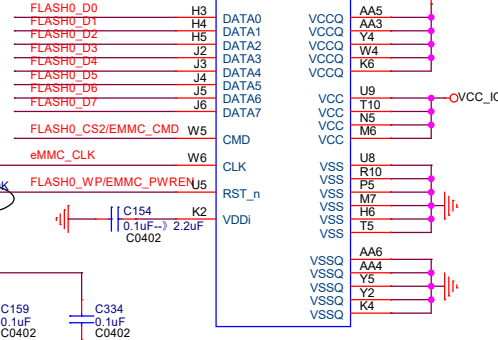 FLASH0_D0 H3 DATA0
FLASH0_D1 H4 DATA1
FLASH0_D2 H5 DATA2
FLASH0_D3 J2 DATA3
FLASH0_D4 J3 DATA4
FLASH0_D5 J4 DATA5
FLASH0_D6 J5 DATA6
FLASH0_D7 J6 DATA7
FLASH0_CS2/EMMC_CMD W5 CMD
eMMC_CLK W6 CLK
FLASH0_WP/EMMC_PWREN U5 RST_n
K2 VDDi
C154
0.1uF--》 2.2uF
C0402
VCCQ AA5
VCCQ AA3
VCCQ Y4
VCCQ W4
VCCQ K6
VCC U9
VCC T10
VCC N5
VCC M6
VCC_IO
VSS U8
VSS R10
VSS P5
VSS M7
VSS H6
VSS T5
VSSQ AA6
VSSQ AA4
VSSQ Y5
VSSQ Y2
VSSQ K4
C159
0.1uF
C0402
C334
0.1uF
C0402